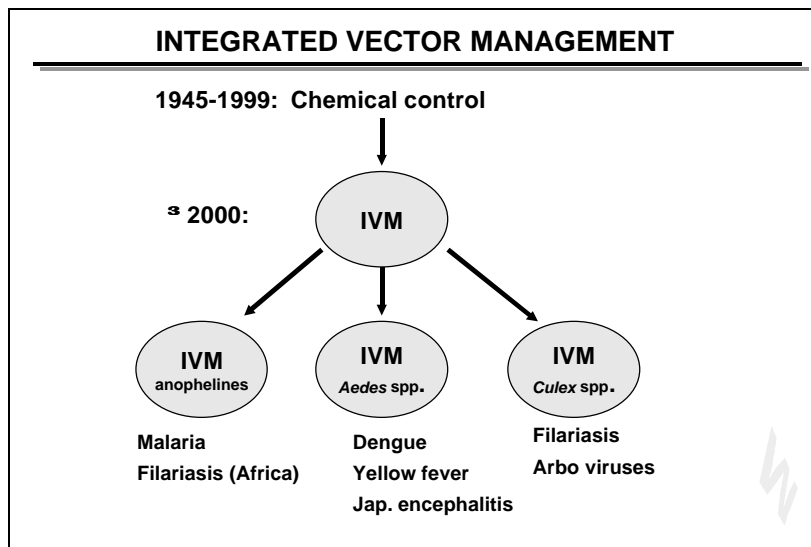 INTEGRATED VECTOR MANAGEMENT
1945-1999: Chemical control
³ 2000:
IVM
IVM
anophelines
Malaria
Filariasis (Africa)
IVM
Aedes spp.
Dengue
Yellow fever
Jap. encephalitis
IVM
Culex spp.
Filariasis
Arbo viruses